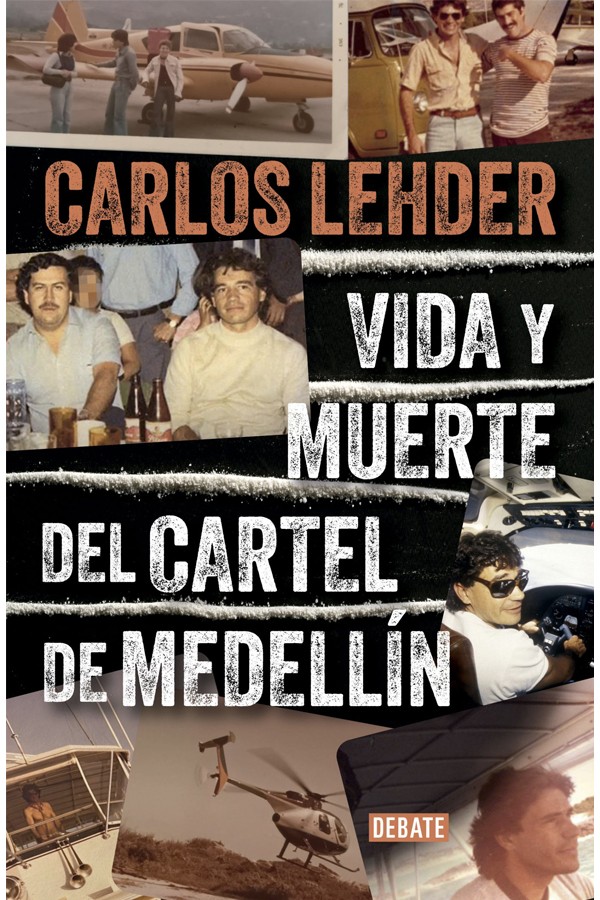 CARLOS LEHDER
VIDA Y
MUERTE
DEL CARTEL
DE MEDELLÍN
DEBATE